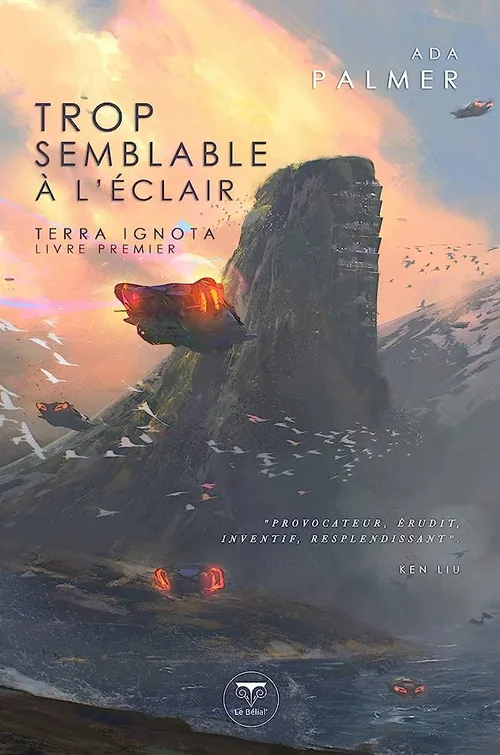 ADA
PALMER
TROP
SEMBLABLE
À L'ÉCLAIR
TERRA IGNOTA
LIVRE PREMIER
"PROVOCATEUR, ÉRUDIT,
INVENTIF, RESPLENDISSANT".
KEN LIU
Le Bélial'